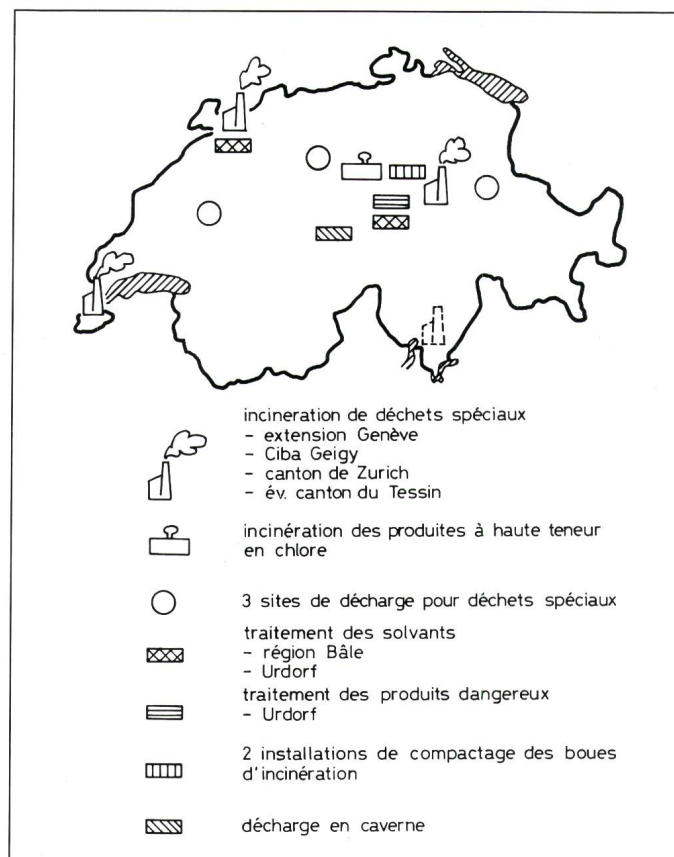 incineration de déchets spéciaux
- extension Genève
- Ciba Geigy
- canton de Zurich
- év. canton du Tessin
incinération des produites à haute teneur
en chlore
3 sites de décharge pour déchets spéciaux
traitement des solvants
- région Bâle
- Urdorf
traitement des produits dangereux
- Urdorf
2 installations de compactage des boues
d'incinération
décharge en caverne